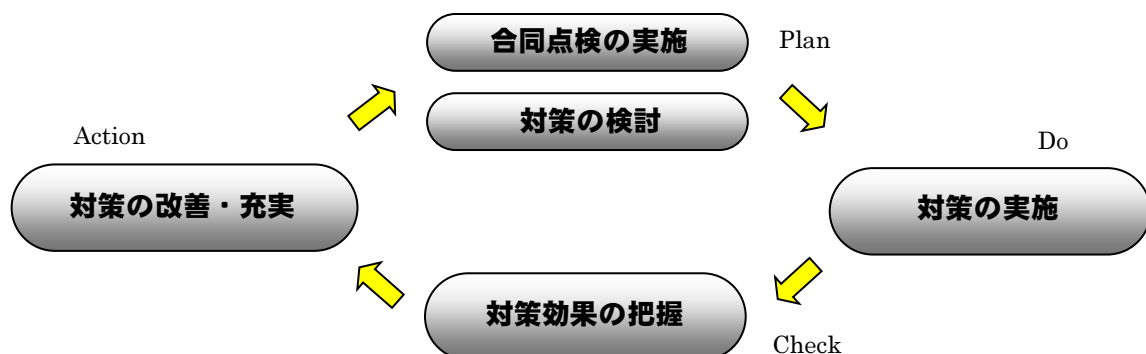 合同点検の実施
Plan
対策の検討
Action
Do
対策の改善・充実
対策の実施
対策効果の把握
Check